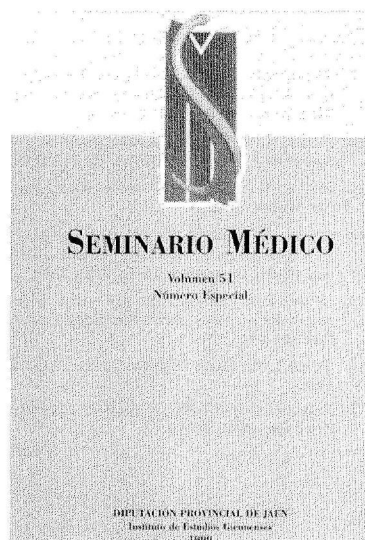 SEMINARIO MÉDICO
Volumen 51
Número Especial
DIPUTACIÓN PROVINCIAL DE JAÉN
Instituto de Estudios Giennenses